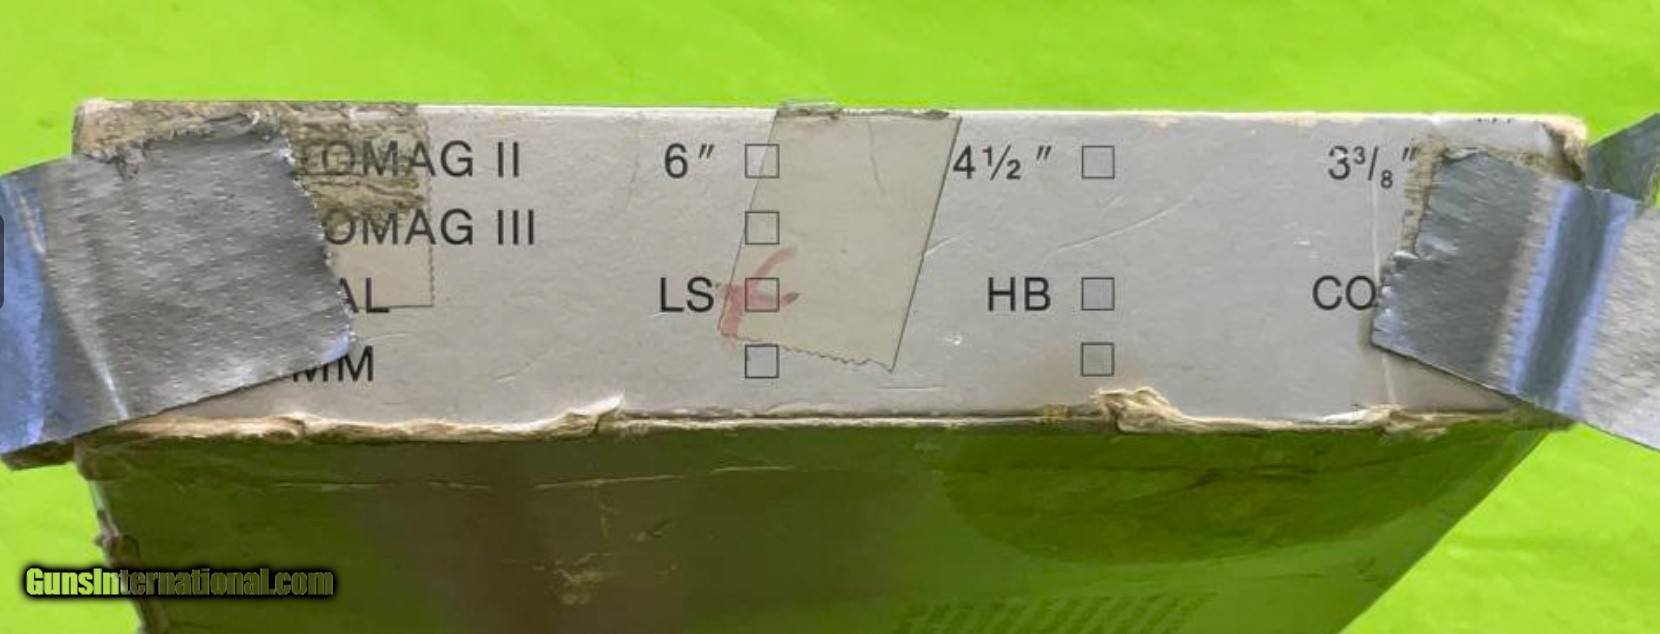 OMAG II 6" ☐ 4½" ☐ 3³/₈"
OMAG III ☐
AL LS ☐ HB ☐ CO
MM ☐ ☐
GunsInternational.com